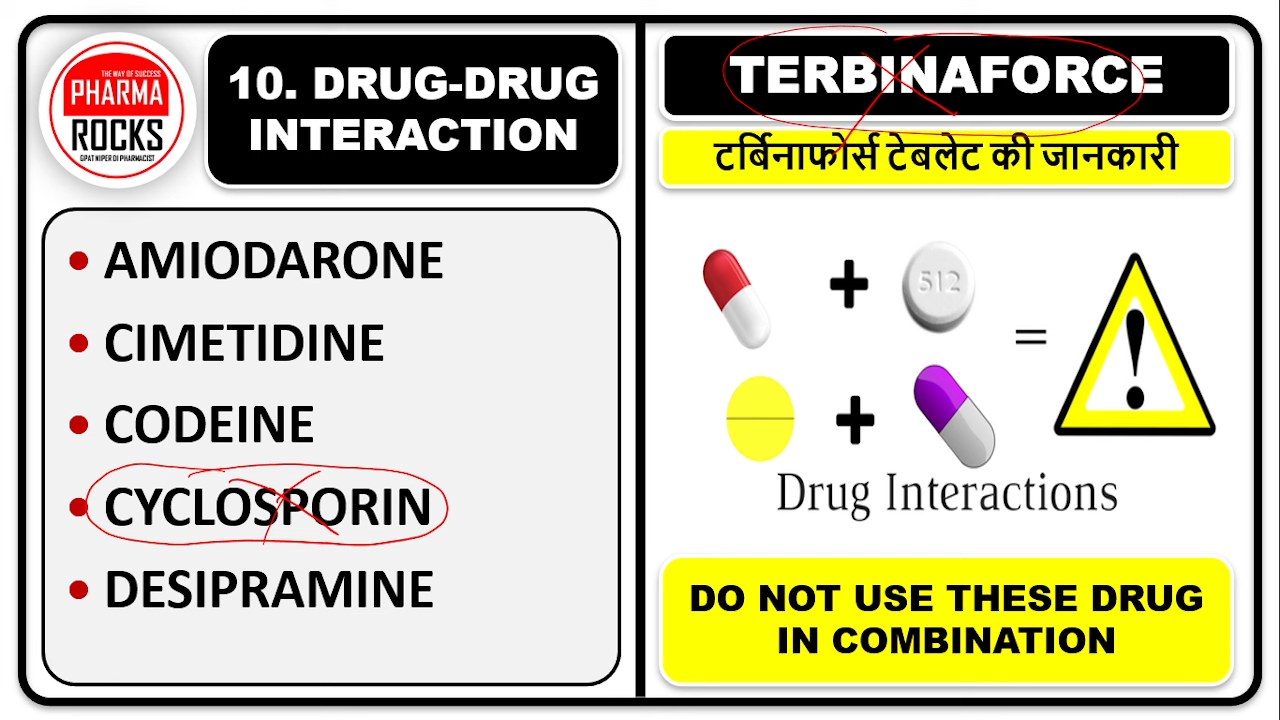 THE WAY OF SUCCESS
PHARMA
ROCKS
GPAT NIPER DI PHARMACIST
10. DRUG-DRUG
INTERACTION
• AMIODARONE
• CIMETIDINE
• CODEINE
• CYCLOSPORIN
• DESIPRAMINE
TERBINAFORCE
टर्बिनाफोर्स टेबलेट की जानकारी
+ 512
=
!
+
Drug Interactions
DO NOT USE THESE DRUG
IN COMBINATION